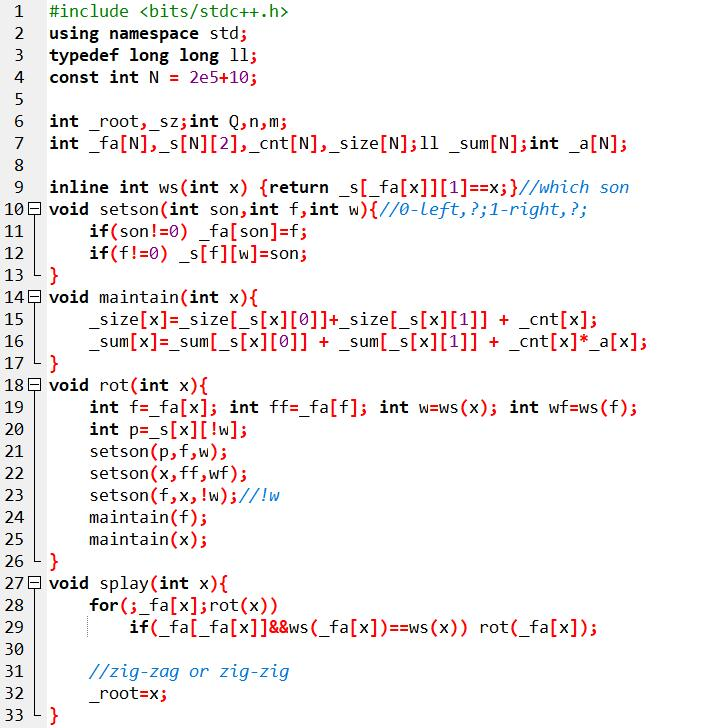 1 #include <bits/stdc++.h>
2 using namespace std;
3 typedef long long ll;
4 const int N = 2e5+10;
5
6 int _root,_sz;int Q,n,m;
7 int _fa[N],_s[N][2],_cnt[N],_size[N];ll _sum[N];int _a[N];
8
9 inline int ws(int x) {return _s[_fa[x]][1]==x;}//which son
10 void setson(int son,int f,int w){//0-left,?;1-right,?;
11     if(son!=0) _fa[son]=f;
12     if(f!=0) _s[f][w]=son;
13 }
14 void maintain(int x){
15     _size[x]=_size[_s[x][0]]+_size[_s[x][1]] + _cnt[x];
16     _sum[x]=_sum[_s[x][0]] + _sum[_s[x][1]] + _cnt[x]*_a[x];
17 }
18 void rot(int x){
19     int f=_fa[x]; int ff=_fa[f]; int w=ws(x); int wf=ws(f);
20     int p=_s[x][!w];
21     setson(p,f,w);
22     setson(x,ff,wf);
23     setson(f,x,!w);//!w
24     maintain(f);
25     maintain(x);
26 }
27 void splay(int x){
28     for(;_fa[x];rot(x))
29         if(_fa[_fa[x]]&&ws(_fa[x])==ws(x)) rot(_fa[x]);
30
31     //zig-zag or zig-zig
32     _root=x;
33 }